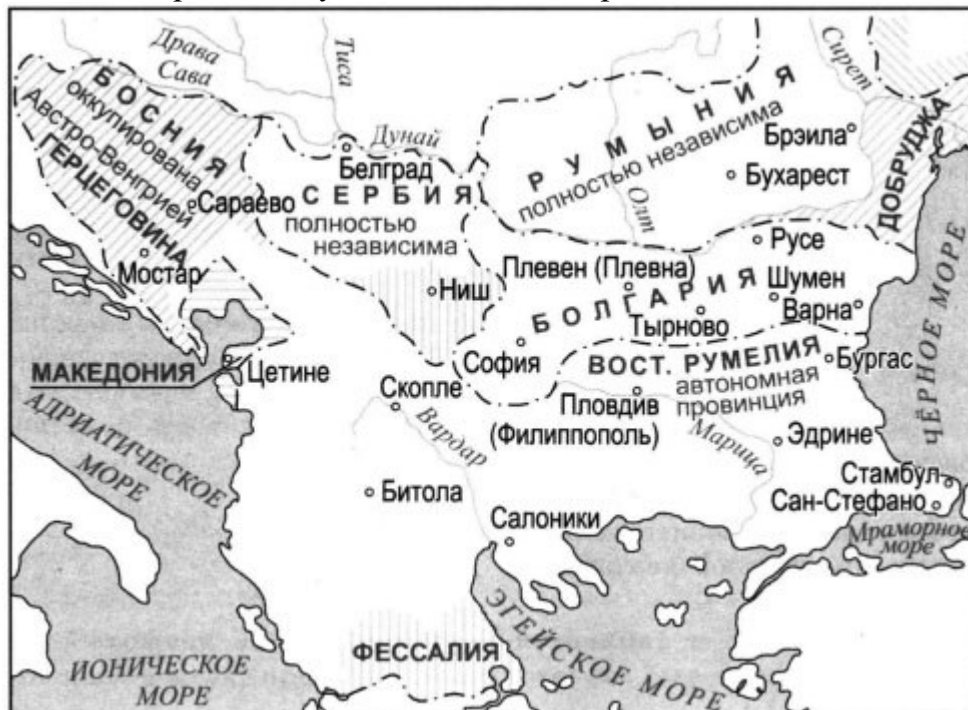 Драва
Сава
Тиса
Сирет
БОСНИЯ
оккупирована
Австро-Венгрией
ГЕРЦЕГОВИНА
Сараево
Мостар
Дунай
Белград
СЕРБИЯ
полностью
независима
Ниш
РУМЫНИЯ
полностью независима
Брэила
Бухарест
Олт
ДОБРУДЖА
Русе
Плевен (Плевна)
Шумен
БОЛГАРИЯ
Варна
Тырново
София
ВОСТ. РУМЕЛИЯ
автономная
провинция
Бургас
ЧЁРНОЕ МОРЕ
МАКЕДОНИЯ
Цетине
Скопле
Вардар
Пловдив
(Филиппополь)
Марица
Эдрине
АДРИАТИЧЕСКОЕ
МОРЕ
Битола
Салоники
Стамбул
Сан-Стефано
Мраморное
море
ФЕССАЛИЯ
ЭГЕЙСКОЕ МОРЕ
ИОНИЧЕСКОЕ
МОРЕ